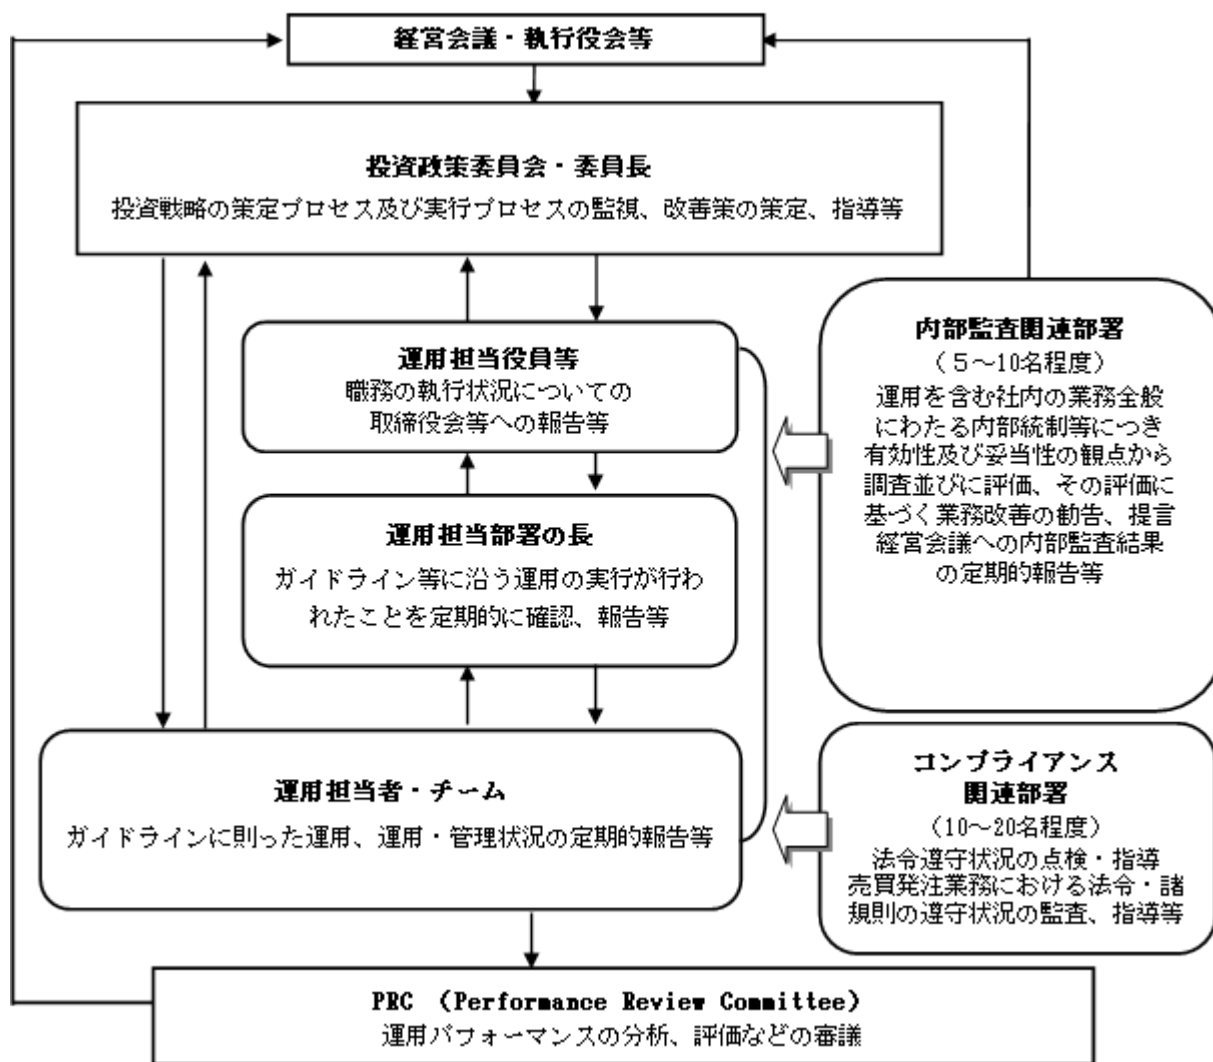 経営会議・執行役会等
投資政策委員会・委員長
投資戦略の策定プロセス及び実行プロセスの監視、改善策の策定、指導等
運用担当役員等
職務の執行状況についての
取締役会等への報告等
運用担当部署の長
ガイドライン等に沿う運用の実行が行わ
れたことを定期的に確認、報告等
運用担当者・チーム
ガイドラインに則った運用、運用・管理状況の定期的報告等
内部監査関連部署
（５～10名程度）
運用を含む社内の業務全般
にわたる内部統制等につき
有効性及び妥当性の観点から
調査並びに評価、その評価に
基づく業務改善の勧告、提言
経営会議への内部監査結果
の定期的報告等
コンプライアンス
関連部署
（10～20名程度）
法令遵守状況の点検・指導
売買発注業務における法令・諸
規則の遵守状況の監査、指導等
PRC （Performance Review Committee）
運用パフォーマンスの分析、評価などの審議